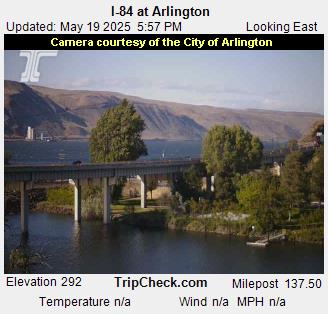 I-84 at Arlington
Updated: May 19 2025  5:57 PM    Looking East
Camera courtesy of the City of Arlington
Elevation 292    TripCheck.com    Milepost  137.50
Temperature n/a    Wind n/a  MPH n/a